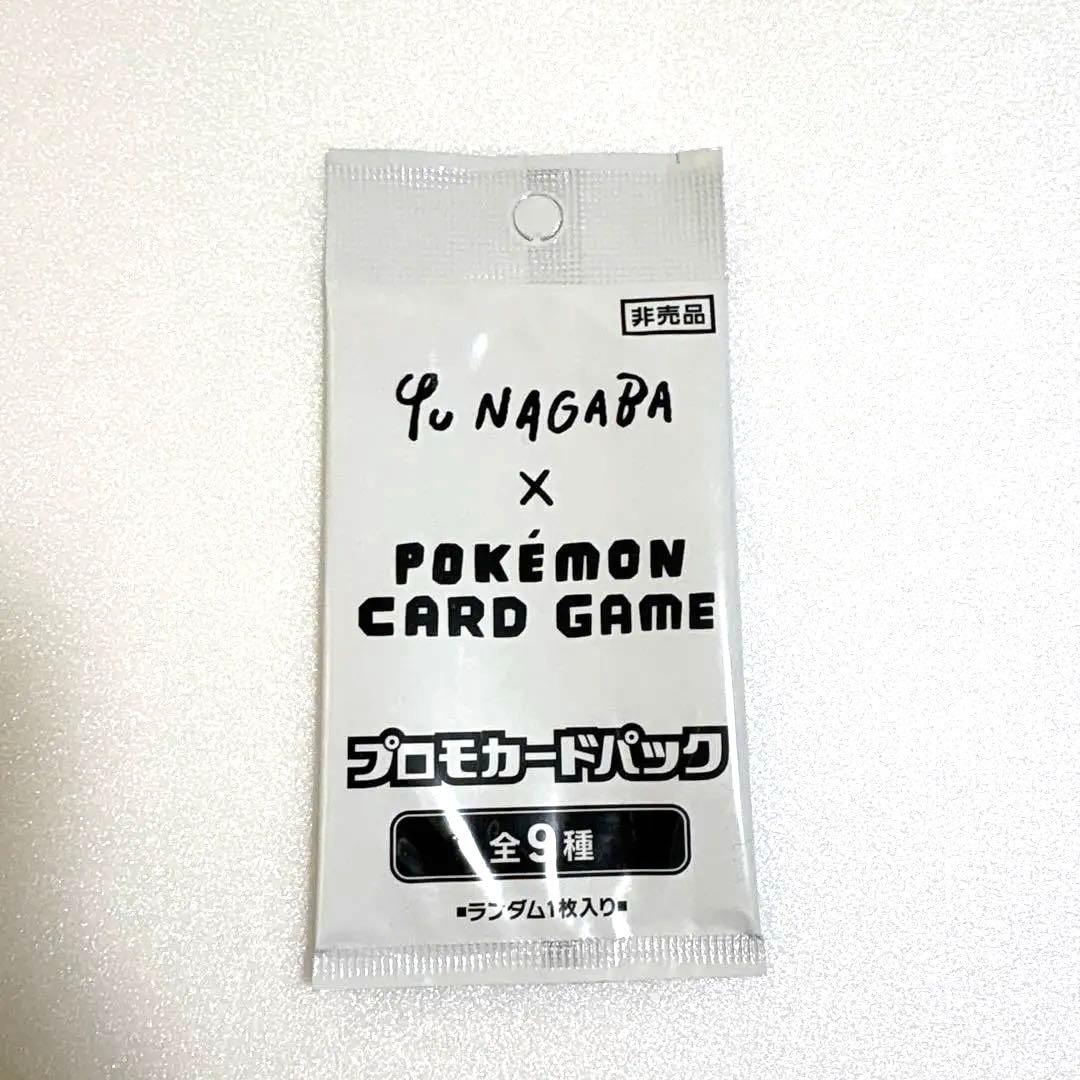 非売品
Yu NAGABA
×
POKÉMON
CARD GAME
プロモカードパック
全9種
■ランダム1枚入り■